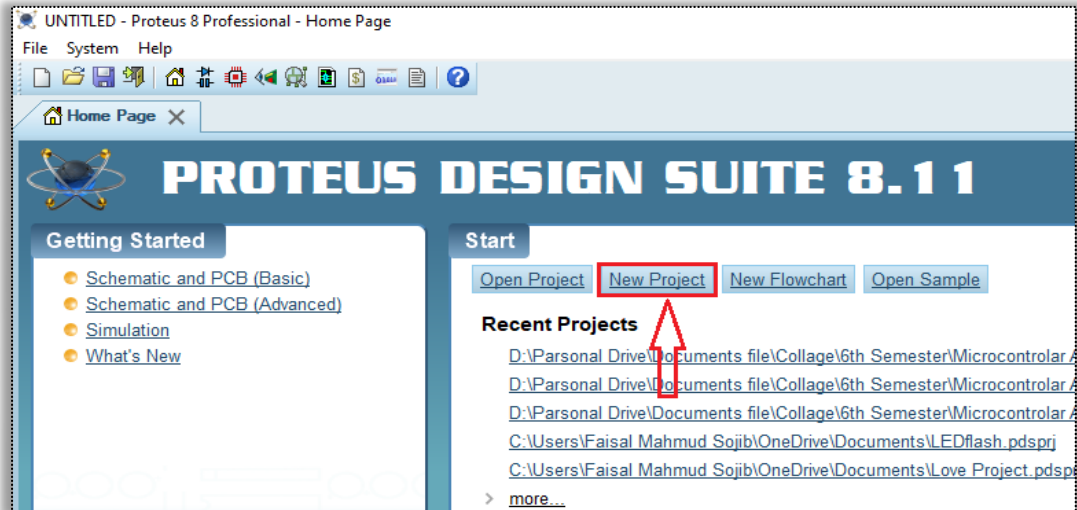 UNTITLED - Proteus 8 Professional - Home Page
File System Help
Home Page
PROTEUS DESIGN SUITE 8.11
Getting Started
Schematic and PCB (Basic)
Schematic and PCB (Advanced)
Simulation
What's New
Start
Open Project New Project New Flowchart Open Sample
Recent Projects
D:\Parsonal Drive\Documents file\Collage\6th Semester\Microcontrolar A
D:\Parsonal Drive\Documents file\Collage\6th Semester\Microcontrolar A
D:\Parsonal Drive\Documents file\Collage\6th Semester\Microcontrolar A
C:\Users\Faisal Mahmud Sojib\OneDrive\Documents\LEDflash.pdsprj
C:\Users\Faisal Mahmud Sojib\OneDrive\Documents\Love Project.pdspr
more...